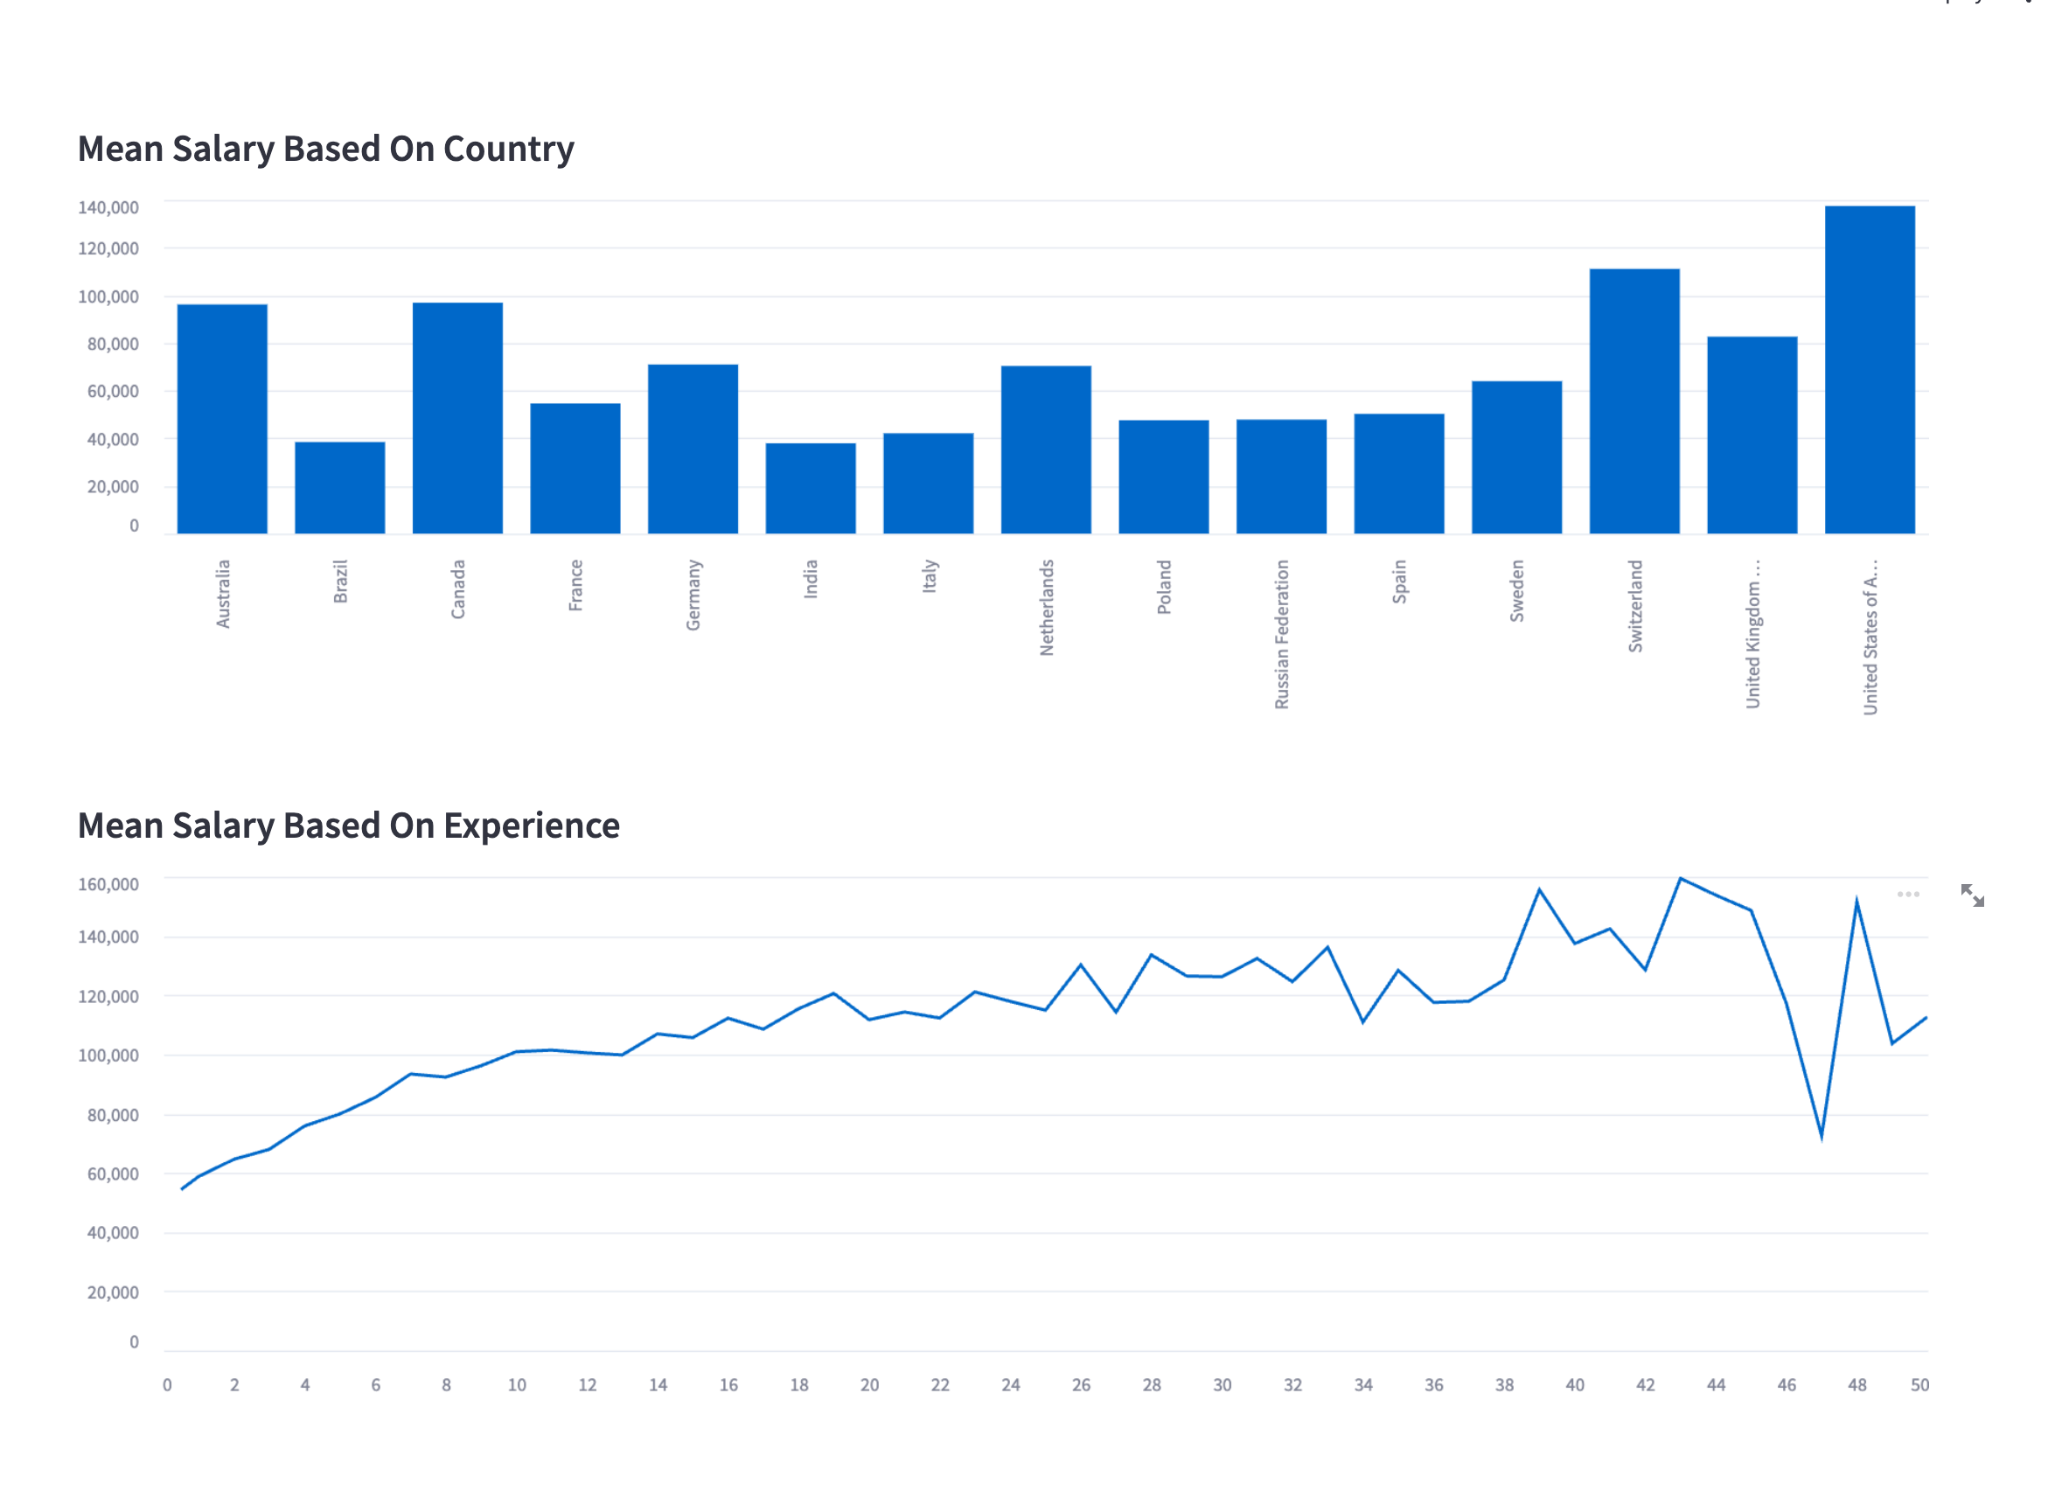 Mean Salary Based On Country
140,000
120,000
100,000
80,000
60,000
40,000
20,000
0
Australia
Brazil
Canada
France
Germany
India
Italy
Netherlands
Poland
Russian Federation
Spain
Sweden
Switzerland
United Kingdom …
United States of A…
Mean Salary Based On Experience
160,000
140,000
120,000
100,000
80,000
60,000
40,000
20,000
0
0 2 4 6 8 10 12 14 16 18 20 22 24 26 28 30 32 34 36 38 40 42 44 46 48 50